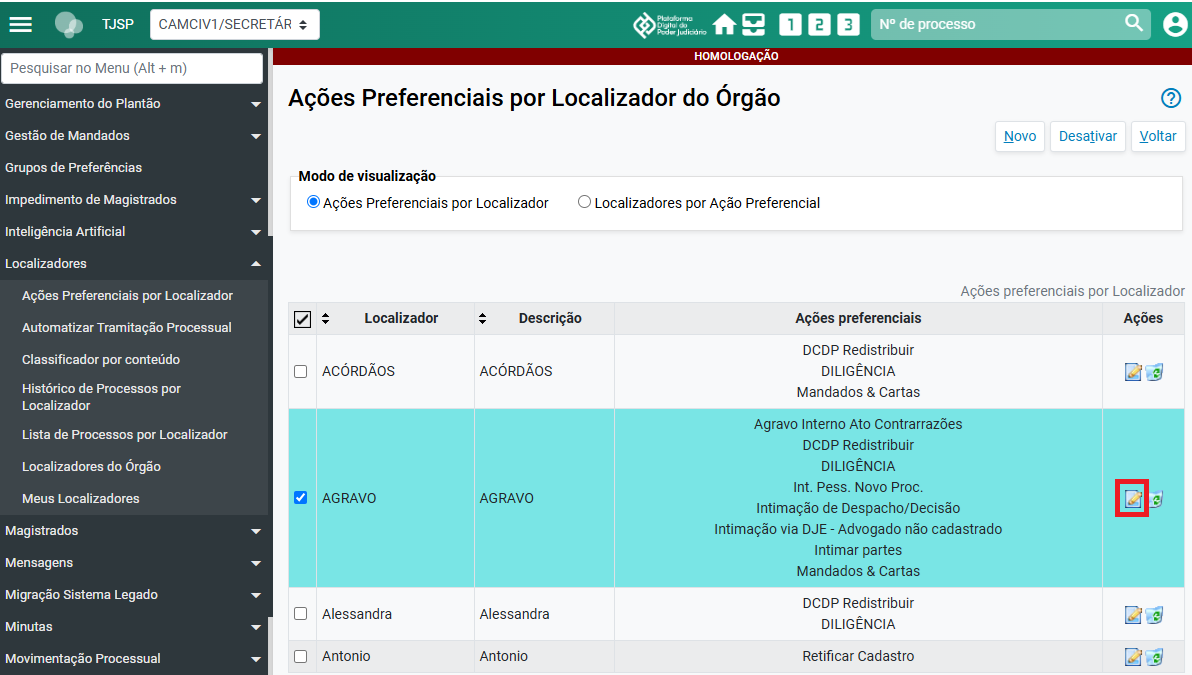 TJSP
CAMCIV1/SECRETÁR
Plataforma
Digital do
Poder Judiciário
1
2
3
Nº de processo
HOMOLOGAÇÃO
Pesquisar no Menu (Alt + m)
Gerenciamento do Plantão
Gestão de Mandados
Grupos de Preferências
Impedimento de Magistrados
Inteligência Artificial
Localizadores
Ações Preferenciais por Localizador
Automatizar Tramitação Processual
Classificador por conteúdo
Histórico de Processos por
Localizador
Lista de Processos por Localizador
Localizadores do Órgão
Meus Localizadores
Magistrados
Mensagens
Migração Sistema Legado
Minutas
Movimentação Processual
Ações Preferenciais por Localizador do Órgão
?
Novo Desativar Voltar
Modo de visualização
Ações Preferenciais por Localizador Localizadores por Ação Preferencial
Ações preferenciais por Localizador
Localizador Descrição Ações preferenciais Ações
ACÓRDÃOS ACÓRDÃOS
DCDP Redistribuir
DILIGÊNCIA
Mandados & Cartas
AGRAVO AGRAVO
Agravo Interno Ato Contrarrazões
DCDP Redistribuir
DILIGÊNCIA
Int. Pess. Novo Proc.
Intimação de Despacho/Decisão
Intimação via DJE - Advogado não cadastrado
Intimar partes
Mandados & Cartas
Alessandra Alessandra
DCDP Redistribuir
DILIGÊNCIA
Antonio Antonio Retificar Cadastro